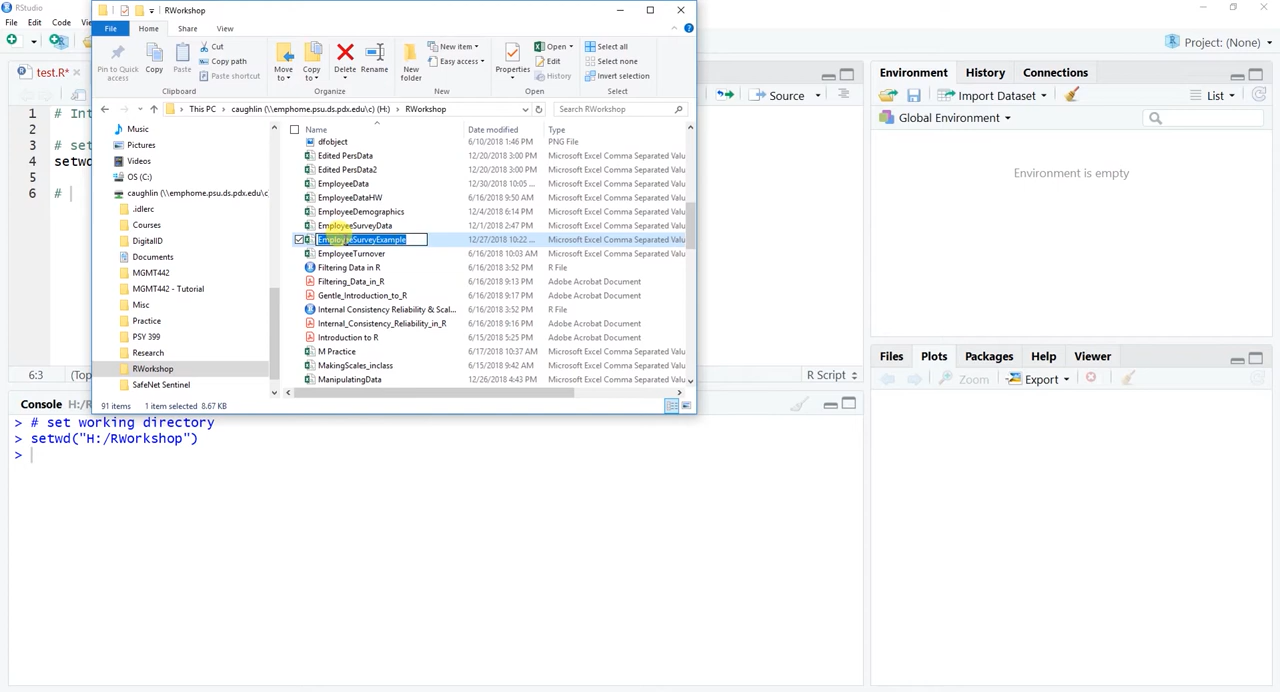 RStudio
File Edit Code
Project: (None)
test.R*
Source
1 # Int
2
3 # set
4 setwd
5
6 #
6:3 (Top
R Script
Console H:/R
> # set working directory
> setwd("H:/RWorkshop")
>
RWorkshop
File Home Share View
Pin to Quick access
Copy
Paste
Cut
Copy path
Paste shortcut
Clipboard
Move to
Copy to
Delete
Rename
Organize
New folder
New item
Easy access
New
Properties
Open
Edit
History
Open
Select all
Select none
Invert selection
Select
This PC > caughlin (\\emphome.psu.ds.pdx.edu\c) (H:) > RWorkshop
Search RWorkshop
Music
Pictures
Videos
OS (C:)
caughlin (\\emphome.psu.ds.pdx.edu\c
.idlerc
Courses
DigitalID
Documents
MGMT442
MGMT442 - Tutorial
Misc
Practice
PSY 399
Research
RWorkshop
SafeNet Sentinel
Name Date modified Type
dfobject 6/10/2018 1:46 PM PNG File
Edited PersData 12/20/2018 3:00 PM Microsoft Excel Comma Separated Valu
Edited PersData2 12/20/2018 3:00 PM Microsoft Excel Comma Separated Valu
EmployeeData 12/30/2018 10:05 ... Microsoft Excel Comma Separated Valu
EmployeeDataHW 6/16/2018 9:50 AM Microsoft Excel Comma Separated Valu
EmployeeDemographics 12/4/2018 6:14 PM Microsoft Excel Comma Separated Valu
EmployeeSurveyData 12/1/2018 2:47 PM Microsoft Excel Comma Separated Valu
EmployeeSurveyExample 12/27/2018 10:22 ... Microsoft Excel Comma Separated Valu
EmployeeTurnover 6/16/2018 10:03 AM Microsoft Excel Comma Separated Valu
Filtering Data in R 6/16/2018 3:52 PM R File
Filtering_Data_in_R 6/16/2018 9:13 PM Adobe Acrobat Document
Gentle_Introduction_to_R 6/16/2018 9:17 PM Adobe Acrobat Document
Internal Consistency Reliability & Scal... 6/16/2018 3:52 PM R File
Internal_Consistency_Reliability_in_R 6/16/2018 9:16 PM Adobe Acrobat Document
Introduction to R 6/15/2018 5:25 PM Adobe Acrobat Document
M Practice 6/17/2018 10:37 AM Microsoft Excel Comma Separated Valu
MakingScales_inclass 6/15/2018 9:42 AM Microsoft Excel Comma Separated Valu
ManipulatingData 12/26/2018 4:43 PM Microsoft Excel Comma Separated Valu
91 items 1 item selected 8.67 KB
Environment History Connections
Import Dataset
List
Global Environment
Environment is empty
Files Plots Packages Help Viewer
Zoom Export